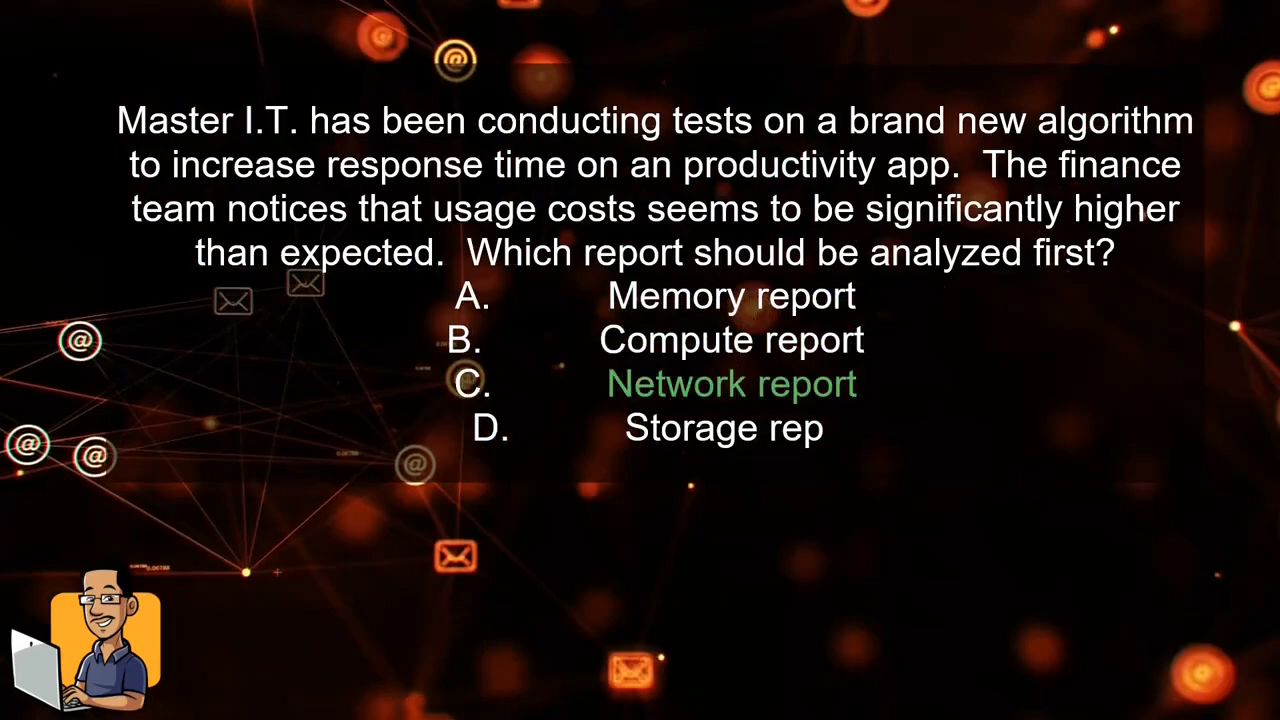 Master I.T. has been conducting tests on a brand new algorithm
to increase response time on an productivity app.  The finance
team notices that usage costs seems to be significantly higher
than expected.  Which report should be analyzed first?
A. Memory report
B. Compute report
C. Network report
D. Storage rep